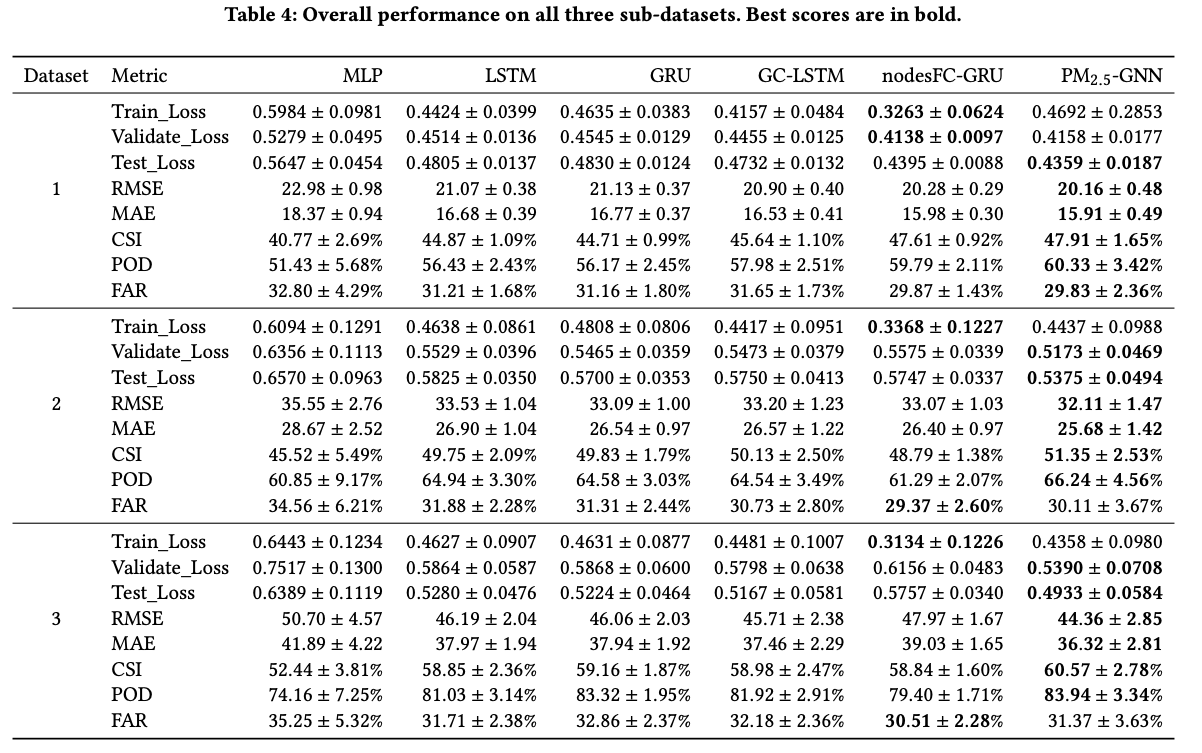 Table 4: Overall performance on all three sub-datasets. Best scores are in bold.
Dataset Metric MLP LSTM GRU GC-LSTM nodesFC-GRU PM2.5-GNN
Train_Loss 0.5984 ± 0.0981 0.4424 ± 0.0399 0.4635 ± 0.0383 0.4157 ± 0.0484 0.3263 ± 0.0624 0.4692 ± 0.2853
Validate_Loss 0.5279 ± 0.0495 0.4514 ± 0.0136 0.4545 ± 0.0129 0.4455 ± 0.0125 0.4138 ± 0.0097 0.4158 ± 0.0177
Test_Loss 0.5647 ± 0.0454 0.4805 ± 0.0137 0.4830 ± 0.0124 0.4732 ± 0.0132 0.4395 ± 0.0088 0.4359 ± 0.0187
1 RMSE 22.98 ± 0.98 21.07 ± 0.38 21.13 ± 0.37 20.90 ± 0.40 20.28 ± 0.29 20.16 ± 0.48
MAE 18.37 ± 0.94 16.68 ± 0.39 16.77 ± 0.37 16.53 ± 0.41 15.98 ± 0.30 15.91 ± 0.49
CSI 40.77 ± 2.69% 44.87 ± 1.09% 44.71 ± 0.99% 45.64 ± 1.10% 47.61 ± 0.92% 47.91 ± 1.65%
POD 51.43 ± 5.68% 56.43 ± 2.43% 56.17 ± 2.45% 57.98 ± 2.51% 59.79 ± 2.11% 60.33 ± 3.42%
FAR 32.80 ± 4.29% 31.21 ± 1.68% 31.16 ± 1.80% 31.65 ± 1.73% 29.87 ± 1.43% 29.83 ± 2.36%
Train_Loss 0.6094 ± 0.1291 0.4638 ± 0.0861 0.4808 ± 0.0806 0.4417 ± 0.0951 0.3368 ± 0.1227 0.4437 ± 0.0988
Validate_Loss 0.6356 ± 0.1113 0.5529 ± 0.0396 0.5465 ± 0.0359 0.5473 ± 0.0379 0.5575 ± 0.0339 0.5173 ± 0.0469
Test_Loss 0.6570 ± 0.0963 0.5825 ± 0.0350 0.5700 ± 0.0353 0.5750 ± 0.0413 0.5747 ± 0.0337 0.5375 ± 0.0494
2 RMSE 35.55 ± 2.76 33.53 ± 1.04 33.09 ± 1.00 33.20 ± 1.23 33.07 ± 1.03 32.11 ± 1.47
MAE 28.67 ± 2.52 26.90 ± 1.04 26.54 ± 0.97 26.57 ± 1.22 26.40 ± 0.97 25.68 ± 1.42
CSI 45.52 ± 5.49% 49.75 ± 2.09% 49.83 ± 1.79% 50.13 ± 2.50% 48.79 ± 1.38% 51.35 ± 2.53%
POD 60.85 ± 9.17% 64.94 ± 3.30% 64.58 ± 3.03% 64.54 ± 3.49% 61.29 ± 2.07% 66.24 ± 4.56%
FAR 34.56 ± 6.21% 31.88 ± 2.28% 31.31 ± 2.44% 30.73 ± 2.80% 29.37 ± 2.60% 30.11 ± 3.67%
Train_Loss 0.6443 ± 0.1234 0.4627 ± 0.0907 0.4631 ± 0.0877 0.4481 ± 0.1007 0.3134 ± 0.1226 0.4358 ± 0.0980
Validate_Loss 0.7517 ± 0.1300 0.5864 ± 0.0587 0.5868 ± 0.0600 0.5798 ± 0.0638 0.6156 ± 0.0483 0.5390 ± 0.0708
Test_Loss 0.6389 ± 0.1119 0.5280 ± 0.0476 0.5224 ± 0.0464 0.5167 ± 0.0581 0.5757 ± 0.0340 0.4933 ± 0.0584
3 RMSE 50.70 ± 4.57 46.19 ± 2.04 46.06 ± 2.03 45.71 ± 2.38 47.97 ± 1.67 44.36 ± 2.85
MAE 41.89 ± 4.22 37.97 ± 1.94 37.94 ± 1.92 37.46 ± 2.29 39.03 ± 1.65 36.32 ± 2.81
CSI 52.44 ± 3.81% 58.85 ± 2.36% 59.16 ± 1.87% 58.98 ± 2.47% 58.84 ± 1.60% 60.57 ± 2.78%
POD 74.16 ± 7.25% 81.03 ± 3.14% 83.32 ± 1.95% 81.92 ± 2.91% 79.40 ± 1.71% 83.94 ± 3.34%
FAR 35.25 ± 5.32% 31.71 ± 2.38% 32.86 ± 2.37% 32.18 ± 2.36% 30.51 ± 2.28% 31.37 ± 3.63%